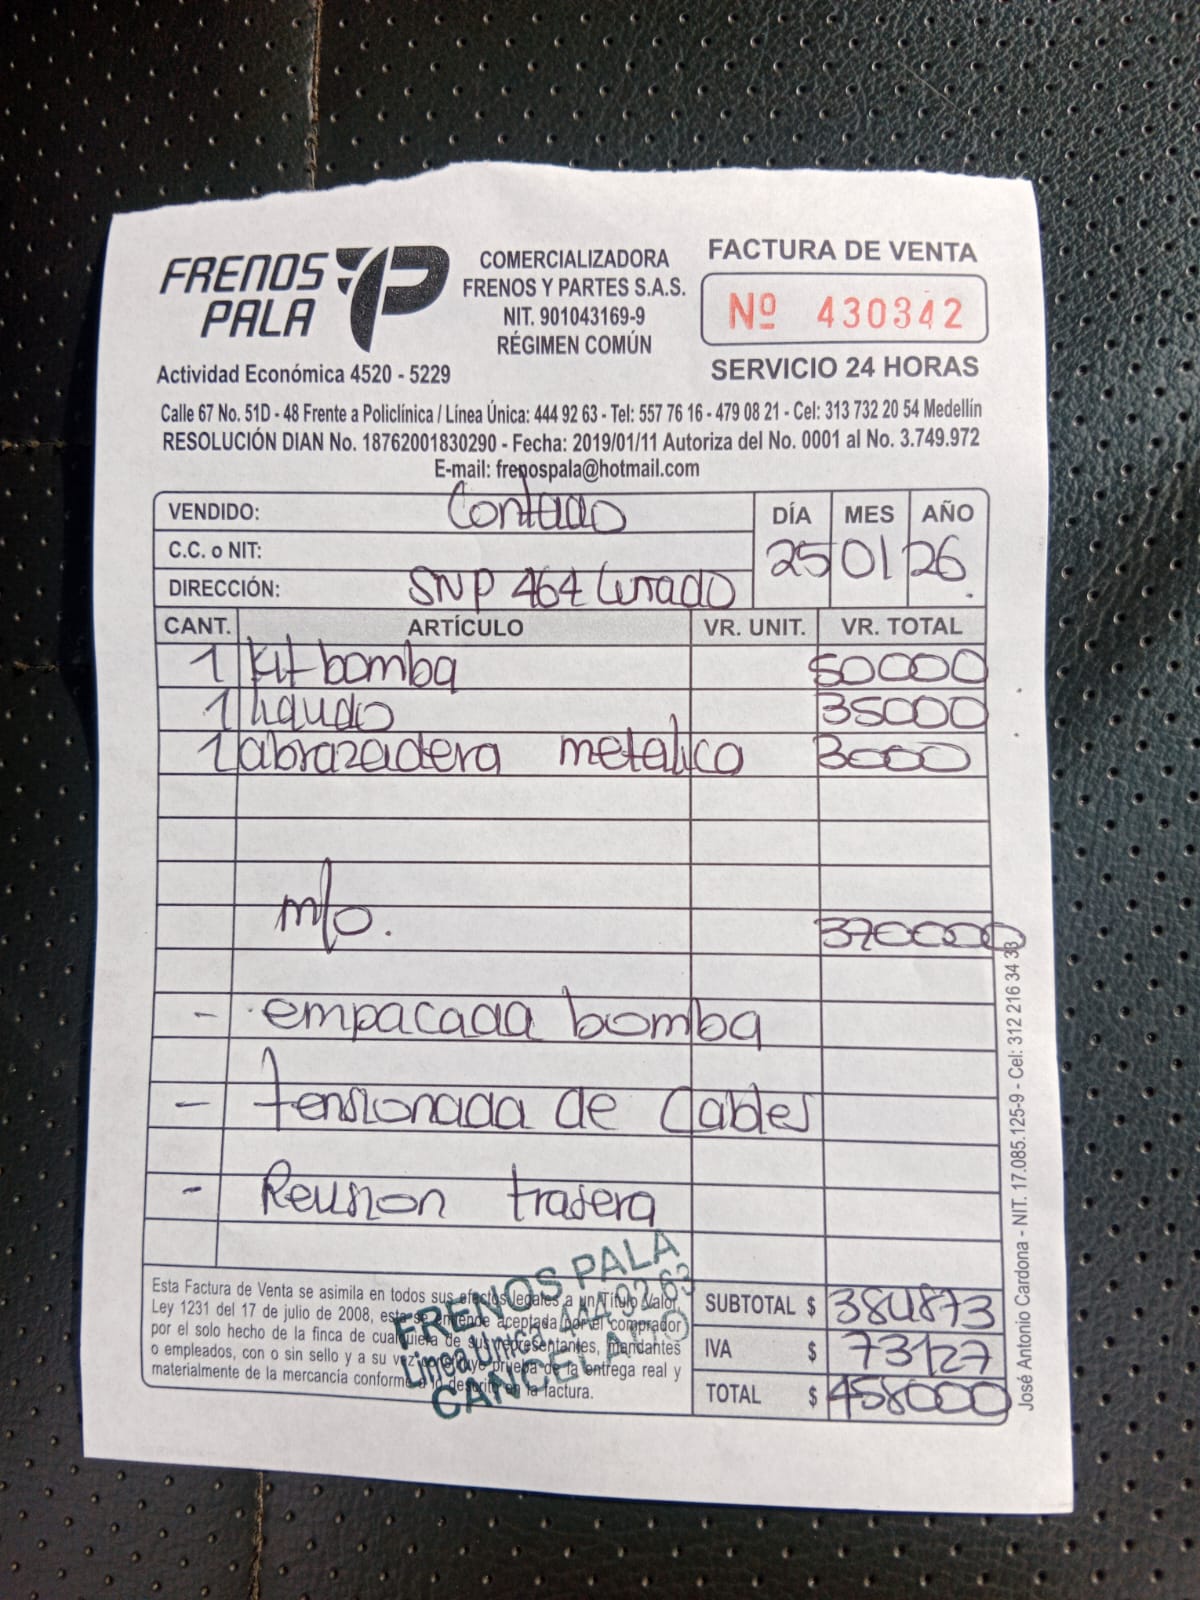 FRENOS PALA
COMERCIALIZADORA
FRENOS Y PARTES S.A.S.
NIT. 901043169-9
RÉGIMEN COMÚN
FACTURA DE VENTA
Nº 430342
SERVICIO 24 HORAS
Actividad Económica 4520 - 5229
Calle 67 No. 51D - 48 Frente a Policlínica / Línea Única: 444 92 63 - Tel: 557 76 16 - 479 08 21 - Cel: 313 732 20 54 Medellín
RESOLUCIÓN DIAN No. 18762001830290 - Fecha: 2019/01/11 Autoriza del No. 0001 al No. 3.749.972
E-mail: frenospala@hotmail.com
VENDIDO: Contado
C.C. o NIT:
DIRECCIÓN: SNP 464
DÍA MES AÑO
25 01 26
CANT. ARTÍCULO VR. UNIT. VR. TOTAL
1 Kit bomba 50000
1 liquido 35000
1 abrazadera metalica 3000
m/o. 370000
- empacada bomba
- tensionada de Cables
- Revision trasera
Esta Factura de Venta se asimila en todos sus efectos legales a un Título Valor
Ley 1231 del 17 de julio de 2008, esta se entiende aceptada por el comprador
por el solo hecho de la finca de cualquiera de sus representantes, mandantes
o empleados, con o sin sello y a su vez constituye prueba de la entrega real y
materialmente de la mercancía conforme a lo descrito en la factura.
FRENOS PALA
Línea Única 444 92 63
CANCELADO
SUBTOTAL $ 384873
IVA $ 73127
TOTAL $ 458000
José Antonio Cardona - NIT. 17.085.125-9 - Cel: 312 216 34 33